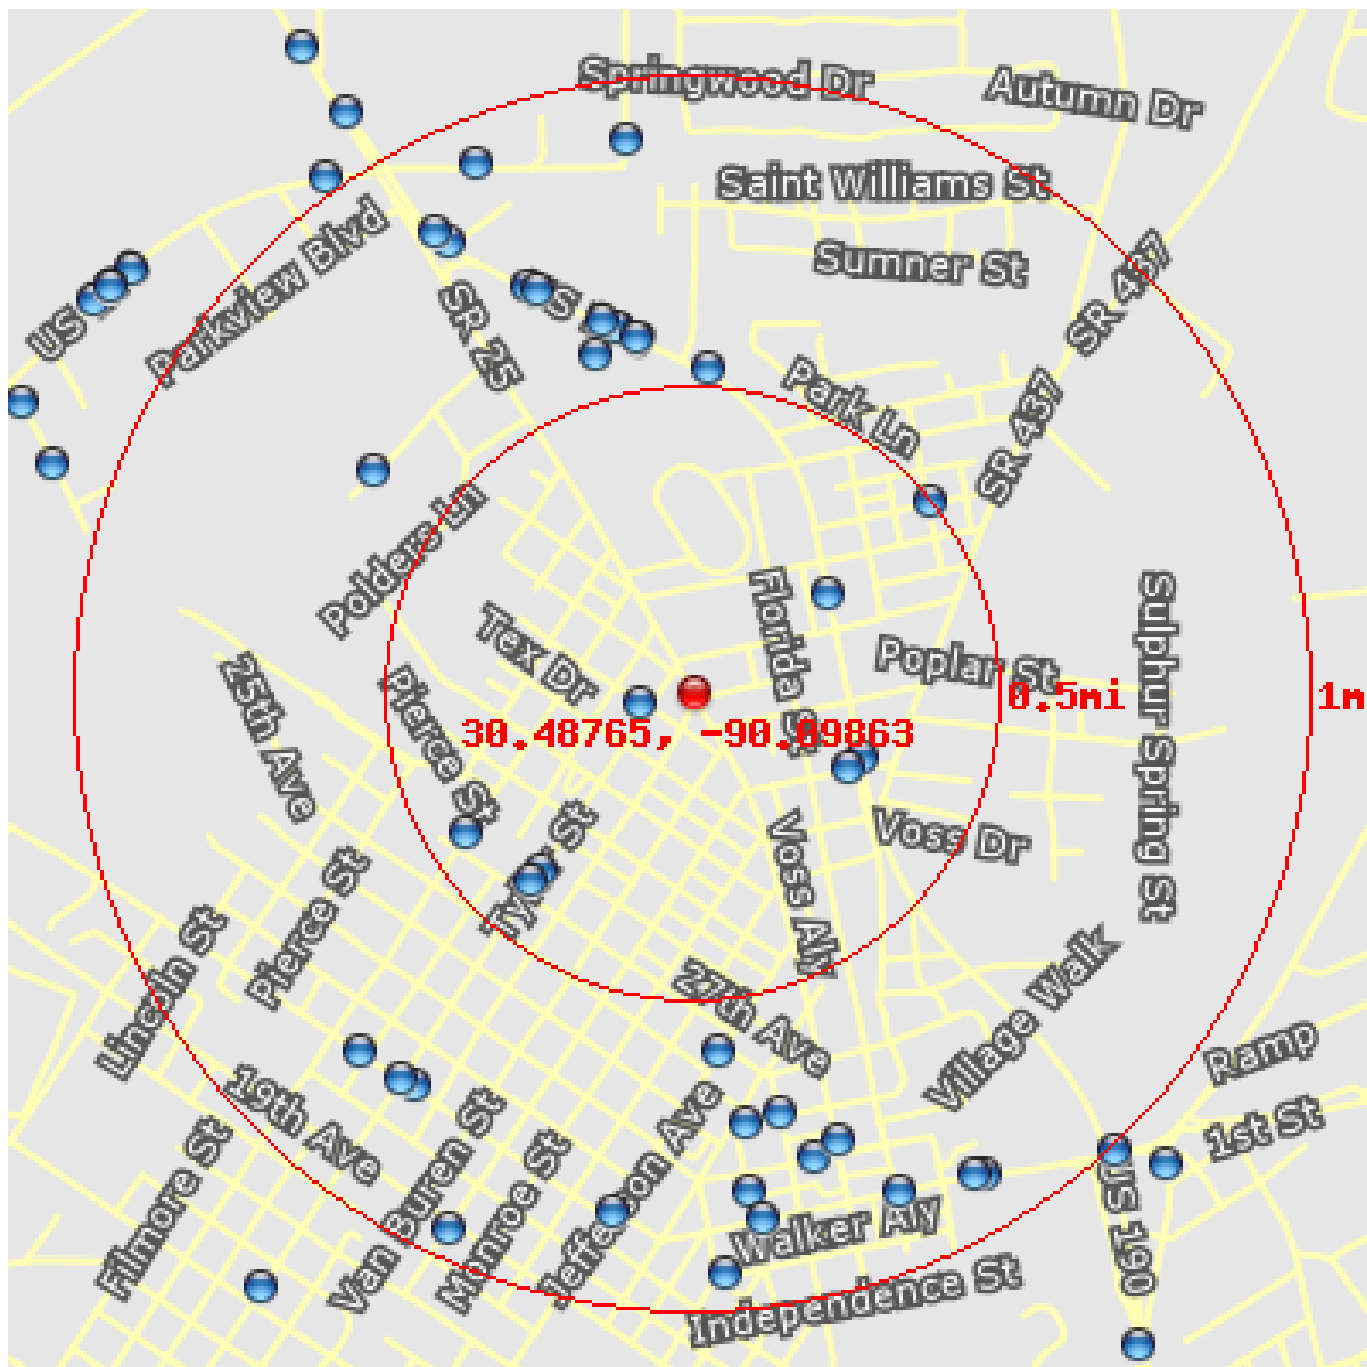 Springwood Dr
Autumn Dr
Saint Williams St
Parkview Blvd
Sumner St
SR 437
US
SR 25
S
Park Ln
SR 437
Polders Ln
Florida St
Sulphur Spring St
Tex Dr
Poplar St
25th Ave
Pierce St
0.5mi
1m
30.48765, -90.09863
Voss Dr
Voss Aly
Tyler St
Pierce St
Lincoln St
27th Ave
Village Walk
Ramp
19th Ave
1st St
Filmore St
Van Buren St
Monroe St
Jefferson Ave
Walker Aly
US 190
Independence St